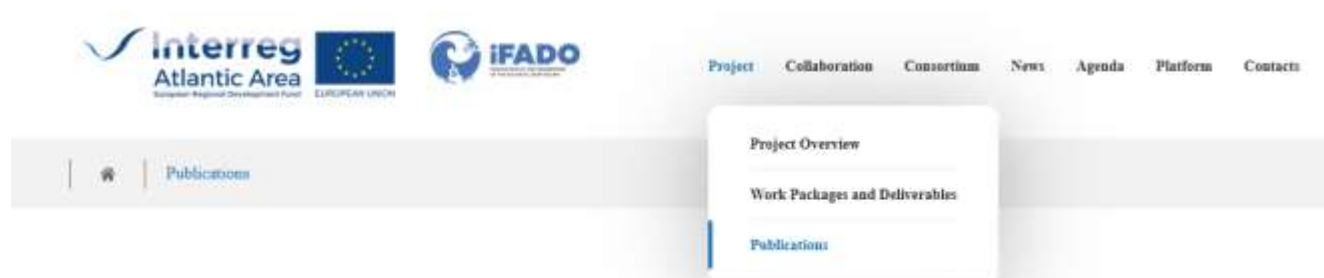 Interreg
Atlantic Area
European Regional Development Fund
EUROPEAN UNION
iFADO
Project Collaboration Consortium News Agenda Platform Contacts
Project Overview
Publications
Work Packages and Deliverables
Publications